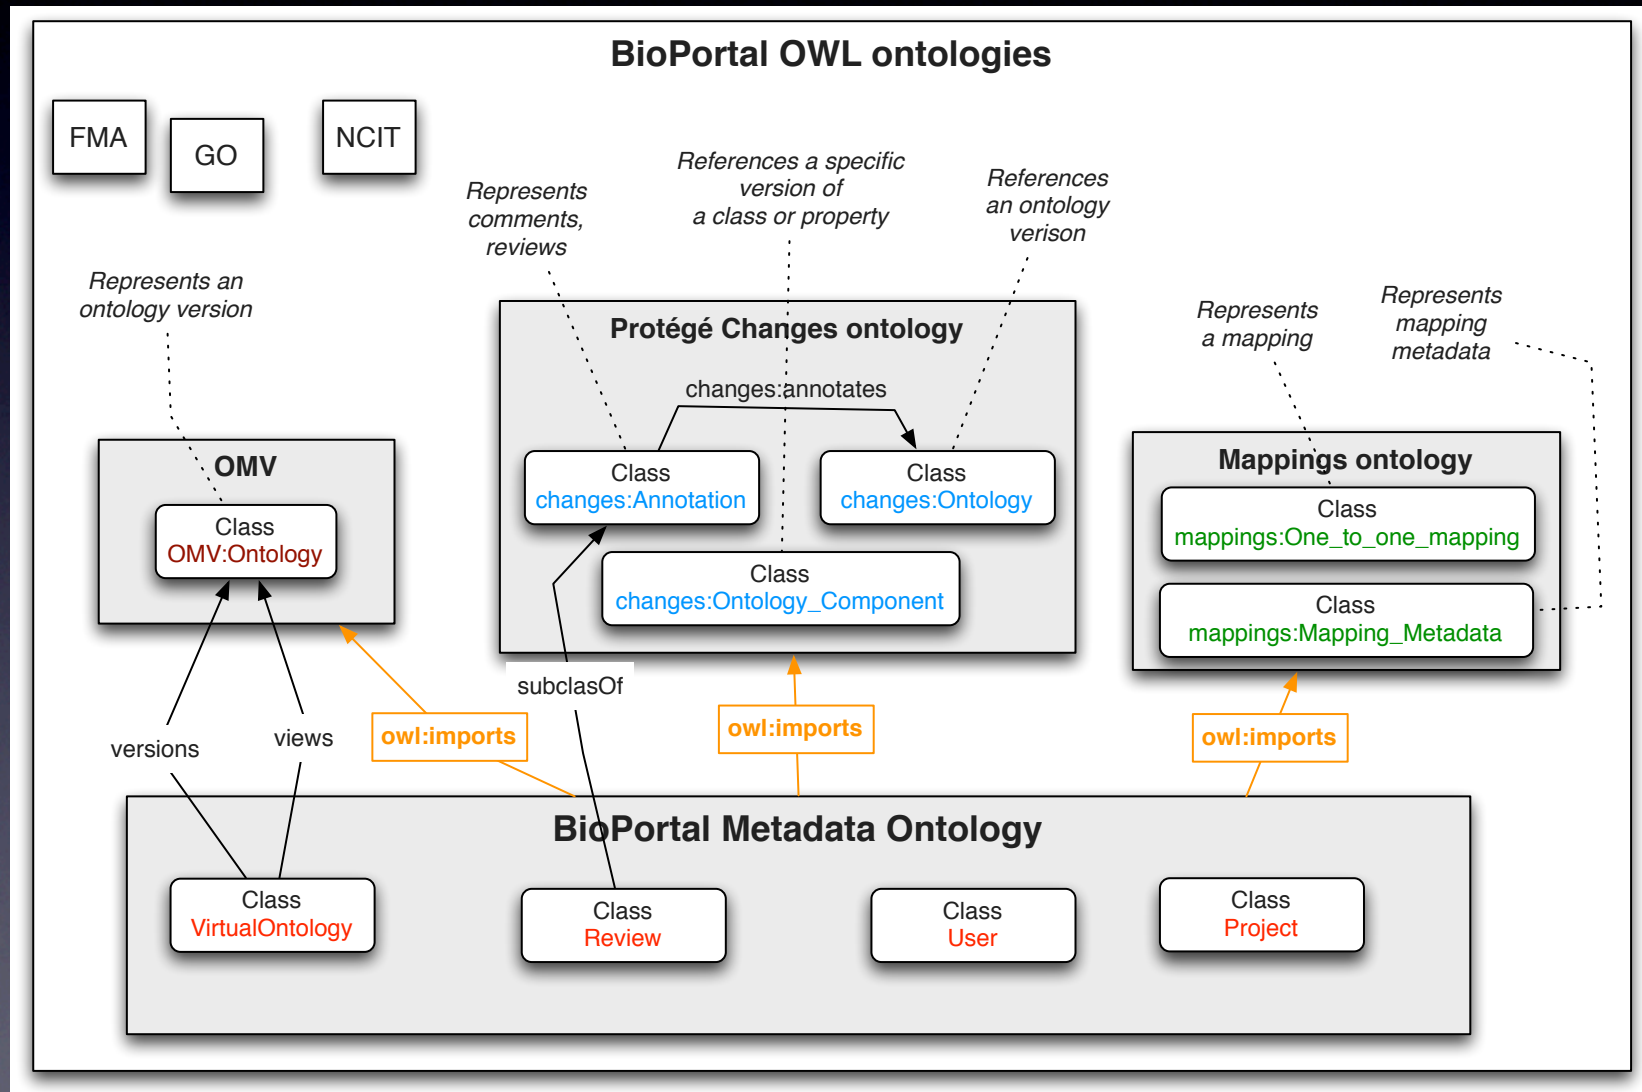 BioPortal OWL ontologies
FMA
GO
NCIT
References a specific
version of
a class or property
References
an ontology
verison
Represents
comments,
reviews
Represents an
ontology version
Represents
a mapping
Represents
mapping
metadata
Protégé Changes ontology
changes:annotates
Class
changes:Annotation
Class
changes:Ontology
Class
changes:Ontology_Component
OMV
Class
OMV:Ontology
Mappings ontology
Class
mappings:One_to_one_mapping
Class
mappings:Mapping_Metadata
versions
views
owl:imports
subclasOf
owl:imports
owl:imports
BioPortal Metadata Ontology
Class
VirtualOntology
Class
Review
Class
User
Class
Project